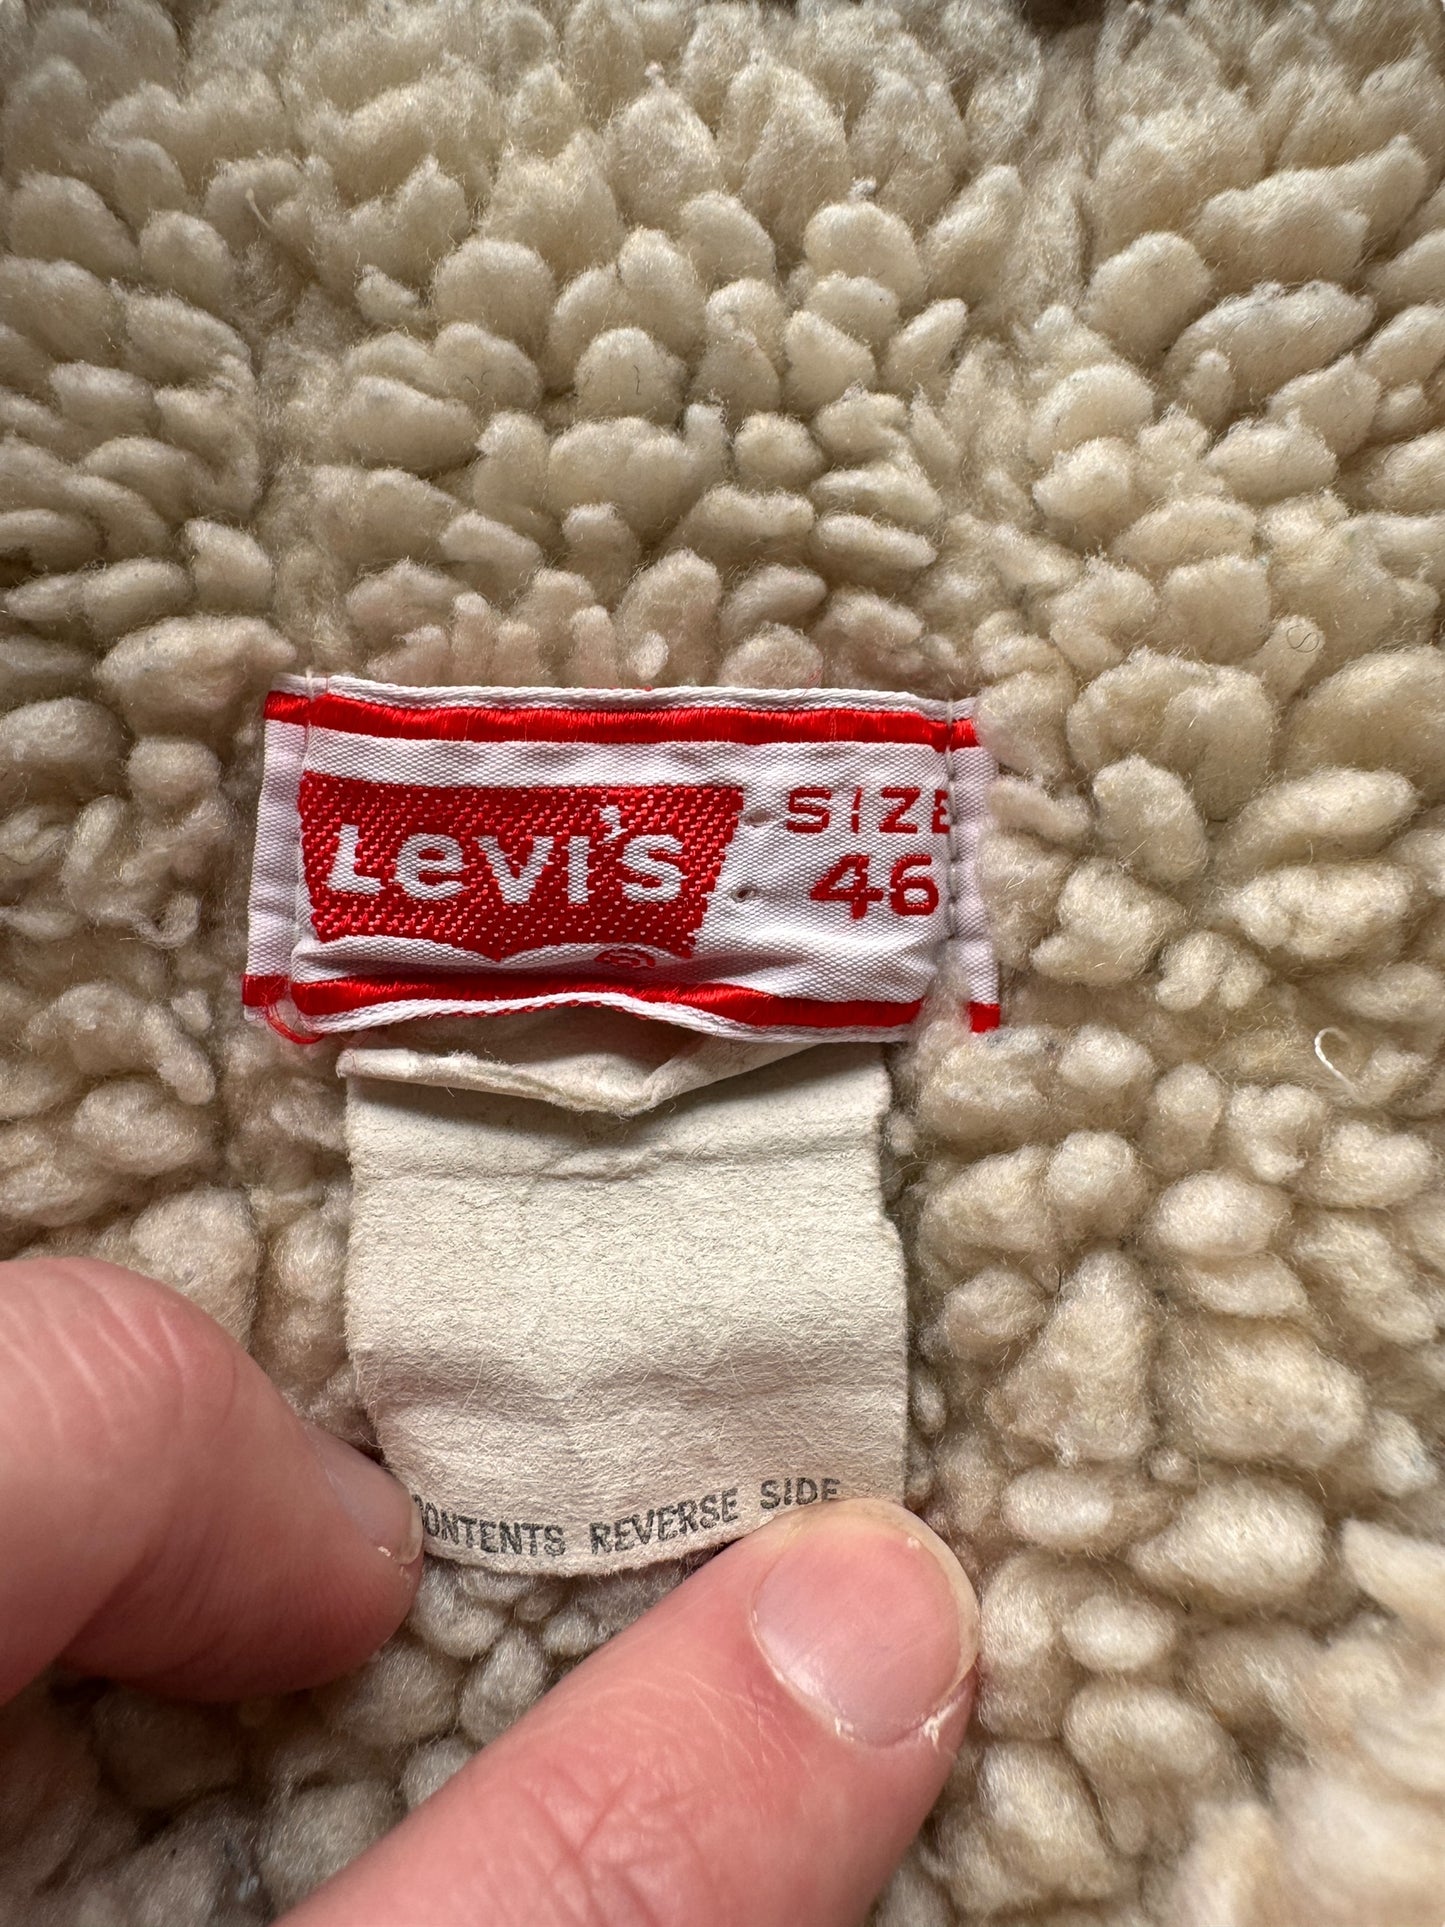 Levi's
SIZE
46
CONTENTS REVERSE SIDE